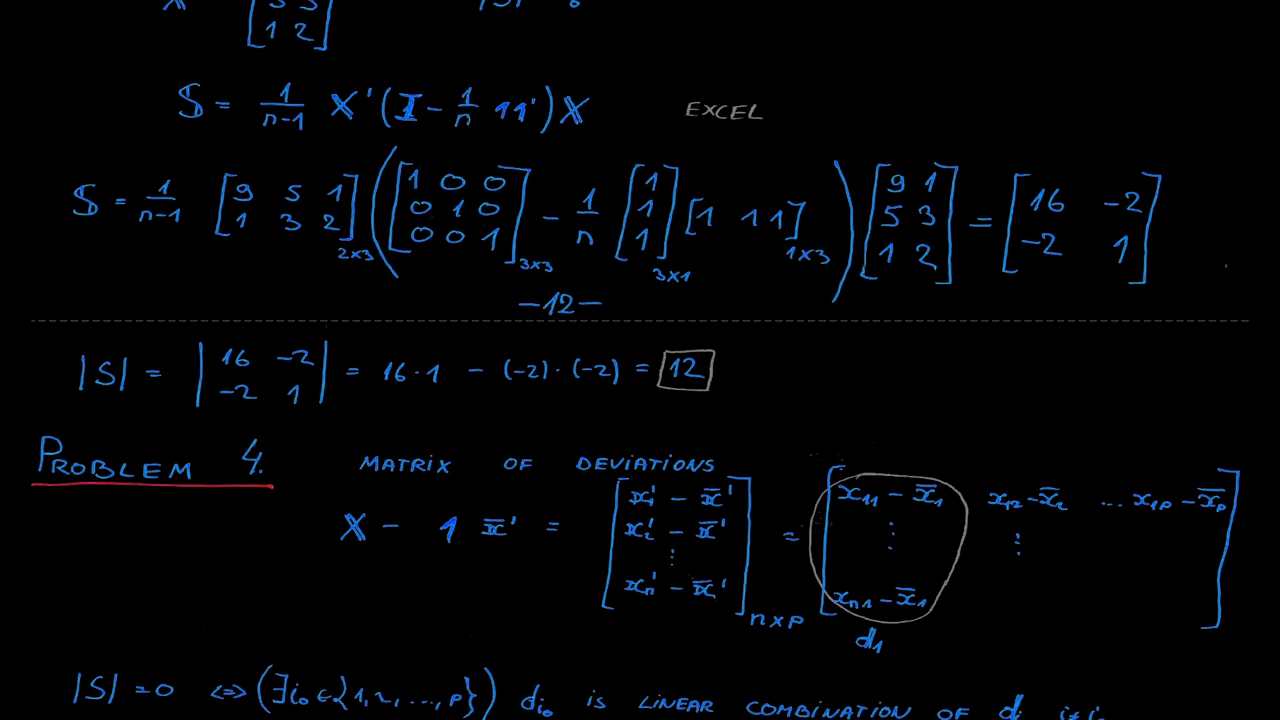 [1 2]
S = 1/(n-1) X'(I - 1/n 11')X EXCEL
S = 1/(n-1) [9 5 1; 1 3 2]2x3 ([1 0 0; 0 1 0; 0 0 1]3x3 - 1/n [1; 1; 1]3x1 [1 1 1]1x3) [9 1; 5 3; 1 2] = [16 -2; -2 1]
-12-
|S| = |16 -2; -2 1| = 16·1 - (-2)·(-2) = 12
PROBLEM 4. MATRIX OF DEVIATIONS
X - 1 x̄' = [x₁' - x̄'; x₂' - x̄'; ⋮; xₙ' - x̄']n×p = [x₁₁ - x̄₁ x₁₂ - x̄₂ ... x₁ₚ - x̄ₚ; ⋮ ⋮; xₙ₁ - x̄₁]
d₁
|S| = 0 <=> (∃i₀ ∈ {1,2,...,p}) d_i₀ IS LINEAR COMBINATION OF